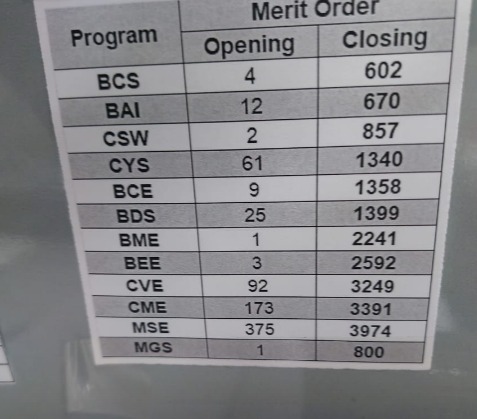 Program Merit Order
Opening Closing
BCS 4 602
BAI 12 670
CSW 2 857
CYS 61 1340
BCE 9 1358
BDS 25 1399
BME 1 2241
BEE 3 2592
CVE 92 3249
CME 173 3391
MSE 375 3974
MGS 1 800